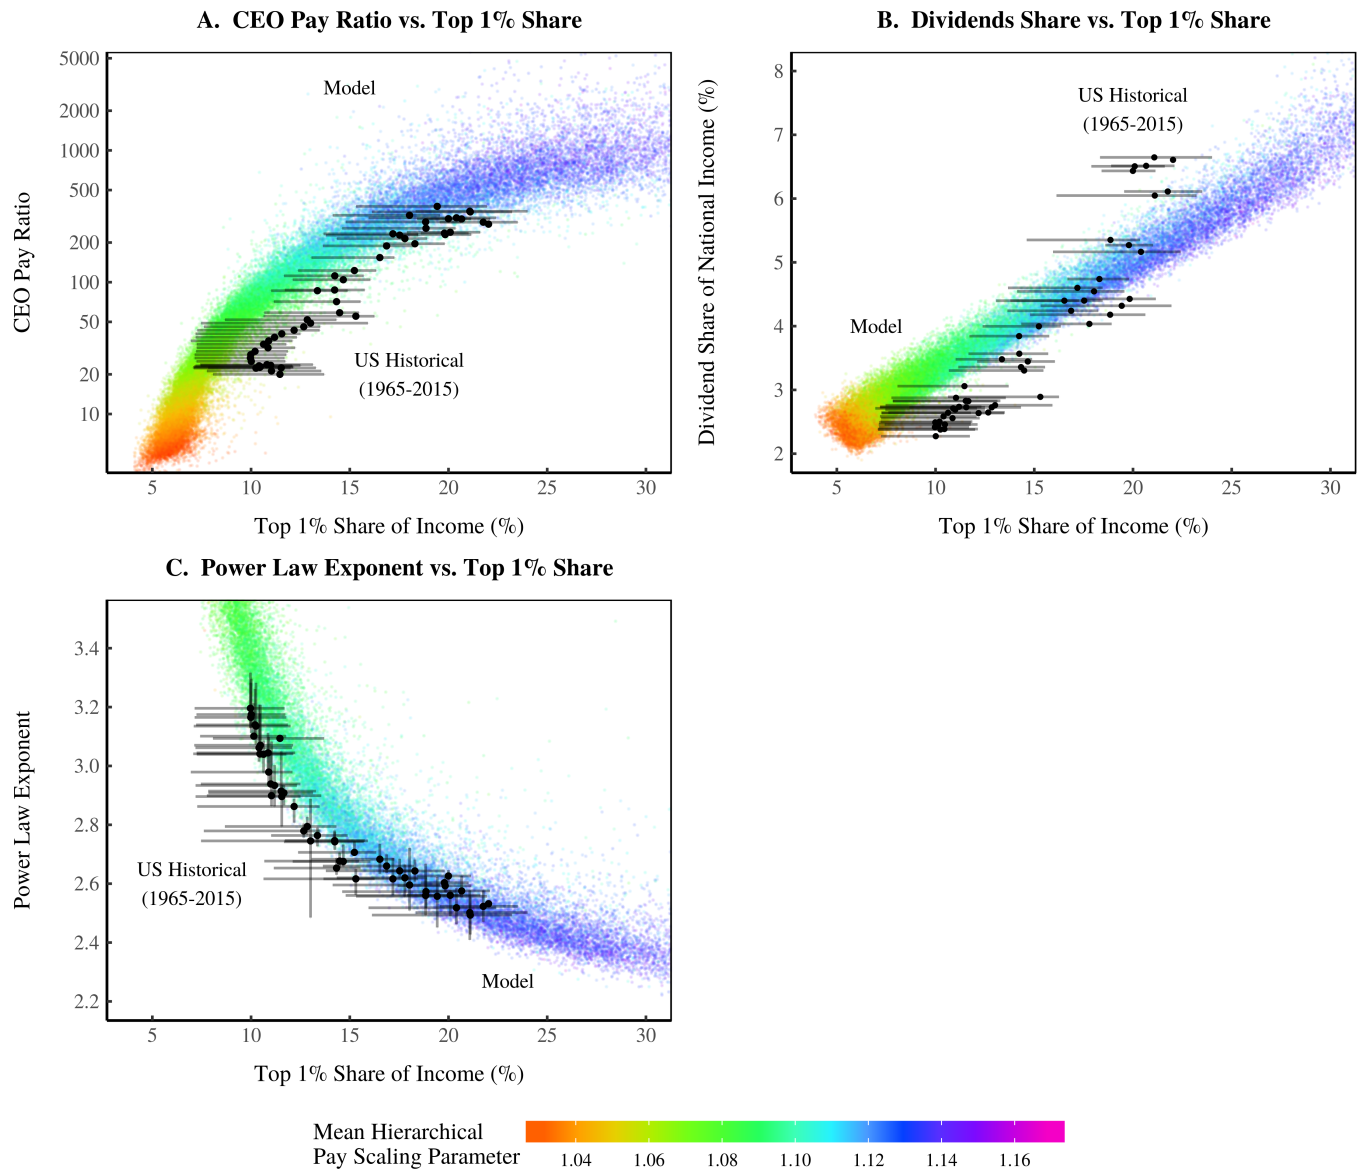 A. CEO Pay Ratio vs. Top 1% Share
5000
2000
1000
500
200
100
50
20
10
CEO Pay Ratio
Model
US Historical
(1965-2015)
5 10 15 20 25 30
Top 1% Share of Income (%)
B. Dividends Share vs. Top 1% Share
8
7
6
5
4
3
2
Dividend Share of National Income (%)
US Historical
(1965-2015)
Model
5 10 15 20 25 30
Top 1% Share of Income (%)
C. Power Law Exponent vs. Top 1% Share
3.4
3.2
3.0
2.8
2.6
2.4
2.2
Power Law Exponent
US Historical
(1965-2015)
Model
5 10 15 20 25 30
Top 1% Share of Income (%)
Mean Hierarchical
Pay Scaling Parameter
1.04 1.06 1.08 1.10 1.12 1.14 1.16